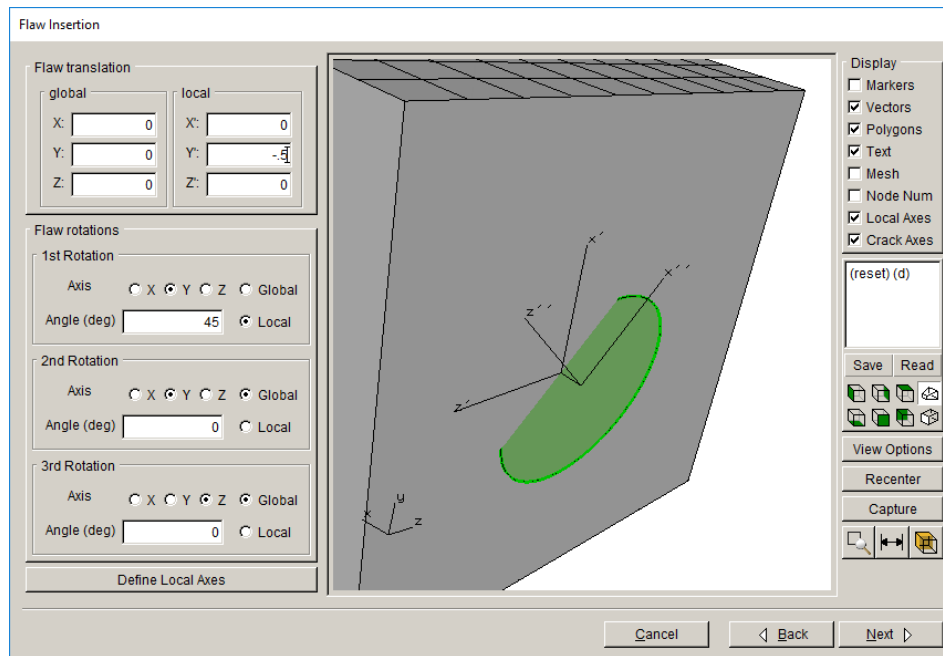 Flaw Insertion
Flaw translation
global
X: 0
Y: 0
Z: 0
local
X': 0
Y': -.5
Z': 0
Flaw rotations
1st Rotation
Axis X Y Z Global
Angle (deg) 45 Local
2nd Rotation
Axis X Y Z Global
Angle (deg) 0 Local
3rd Rotation
Axis X Y Z Global
Angle (deg) 0 Local
Define Local Axes
x'
x''
z''
z'
y
x
z
Display
Markers
Vectors
Polygons
Text
Mesh
Node Num
Local Axes
Crack Axes
(reset) (d)
Save Read
View Options
Recenter
Capture
Cancel Back Next